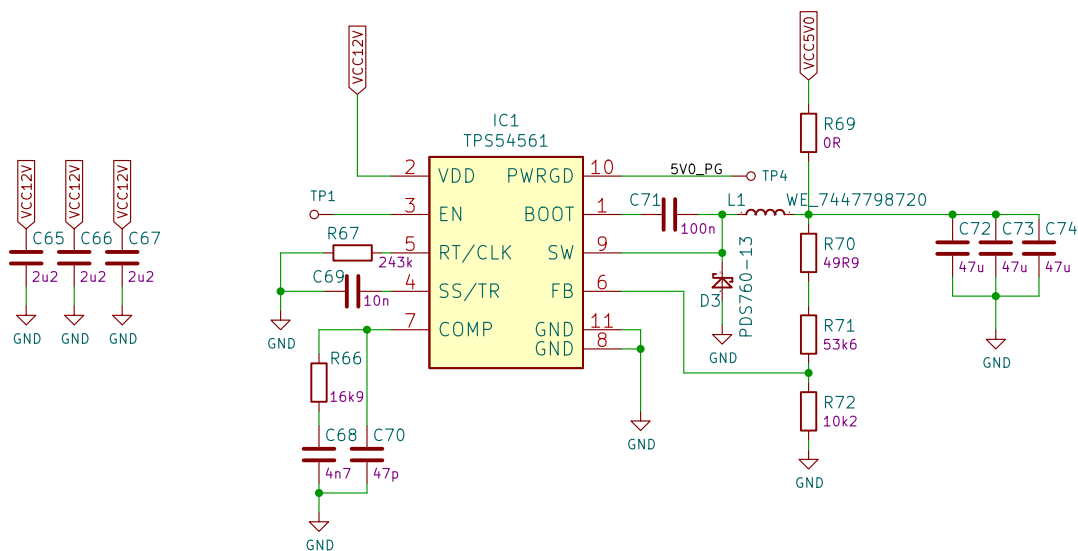 VCC12V
VCC5V0
IC1
TPS54561
R69
0R
VCC12V
VCC12V
VCC12V
2
VDD
PWRGD
10
5V0_PG
TP4
TP1
3
EN
BOOT
1
C71
100n
L1
WE_7447798720
C65
2u2
C66
2u2
C67
2u2
R67
243k
5
RT/CLK
SW
9
R70
49R9
C72
47u
C73
47u
C74
47u
C69
10n
4
SS/TR
FB
6
D3
PDS760-13
GND
GND
GND
GND
7
COMP
GND
11
GND
8
R71
53k6
GND
GND
R66
16k9
R72
10k2
C68
4n7
C70
47p
GND
GND
GND